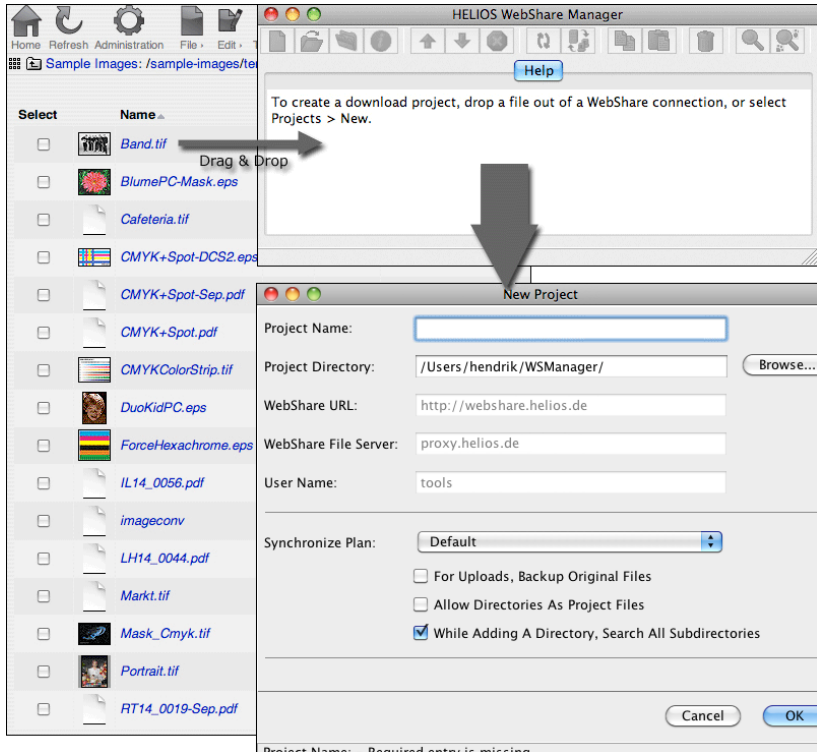 Home Refresh Administration File › Edit ›
Sample Images: /sample-images/te
Select Name
Band.tif
BlumePC-Mask.eps
Cafeteria.tif
CMYK+Spot-DCS2.eps
CMYK+Spot-Sep.pdf
CMYK+Spot.pdf
CMYKColorStrip.tif
DuoKidPC.eps
ForceHexachrome.eps
IL14_0056.pdf
imageconv
LH14_0044.pdf
Markt.tif
Mask_Cmyk.tif
Portrait.tif
RT14_0019-Sep.pdf
Drag & Drop
HELIOS WebShare Manager
Help
To create a download project, drop a file out of a WebShare connection, or select
Projects > New.
New Project
Project Name:
Project Directory: /Users/hendrik/WSManager/ Browse...
WebShare URL: http://webshare.helios.de
WebShare File Server: proxy.helios.de
User Name: tools
Synchronize Plan: Default
For Uploads, Backup Original Files
Allow Directories As Project Files
While Adding A Directory, Search All Subdirectories
Cancel OK
Project Name: Required entry is missing